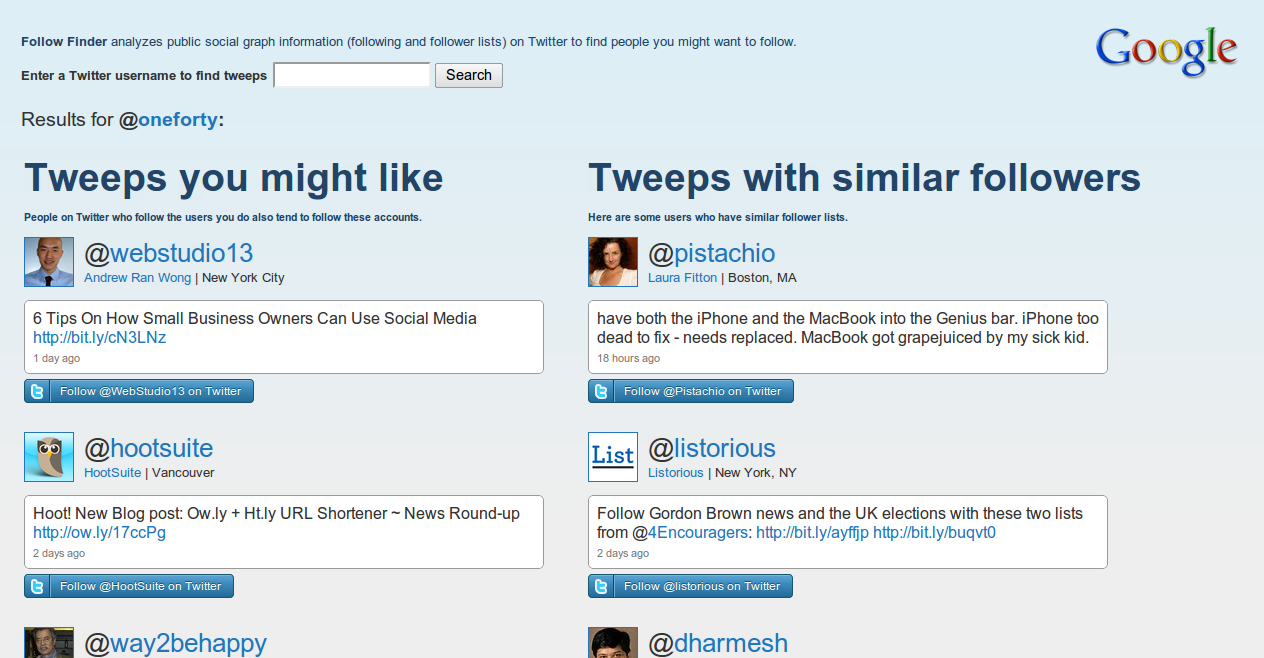 Follow Finder analyzes public social graph information (following and follower lists) on Twitter to find people you might want to follow.
Google
Enter a Twitter username to find tweeps
Search
Results for @oneforty:
Tweeps you might like
People on Twitter who follow the users you do also tend to follow these accounts.
@webstudio13
Andrew Ran Wong | New York City
6 Tips On How Small Business Owners Can Use Social Media
http://bit.ly/cN3LNz
1 day ago
Follow @WebStudio13 on Twitter
@hootsuite
HootSuite | Vancouver
Hoot! New Blog post: Ow.ly + Ht.ly URL Shortener ~ News Round-up
http://ow.ly/17ccPg
2 days ago
Follow @HootSuite on Twitter
@way2behappy
Tweeps with similar followers
Here are some users who have similar follower lists.
@pistachio
Laura Fitton | Boston, MA
have both the iPhone and the MacBook into the Genius bar. iPhone too
dead to fix - needs replaced. MacBook got grapejuiced by my sick kid.
18 hours ago
Follow @Pistachio on Twitter
List
@listorious
Listorious | New York, NY
Follow Gordon Brown news and the UK elections with these two lists
from @4Encouragers: http://bit.ly/ayffjp http://bit.ly/buqvt0
2 days ago
Follow @listorious on Twitter
@dharmesh